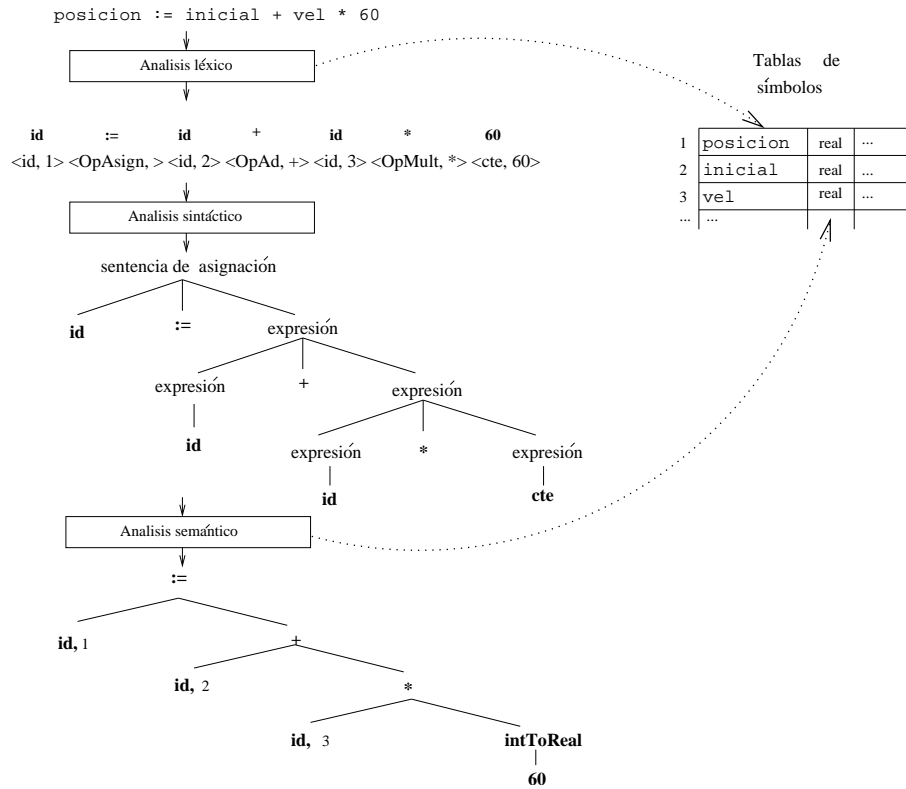 posicion := inicial + vel * 60
Analisis léxico
Tablas de
símbolos
id := id + id * 60
<id, 1> <OpAsign, > <id, 2> <OpAd, +> <id, 3> <OpMult, *> <cte, 60>
1 posicion real ...
2 inicial real ...
3 vel real ...
... ...
Analisis sintáctico
sentencia de asignación
id := expresión
expresión + expresión
id
expresión * expresión
id cte
Analisis semántico
:=
id, 1 +
id, 2 *
id, 3 intToReal
60